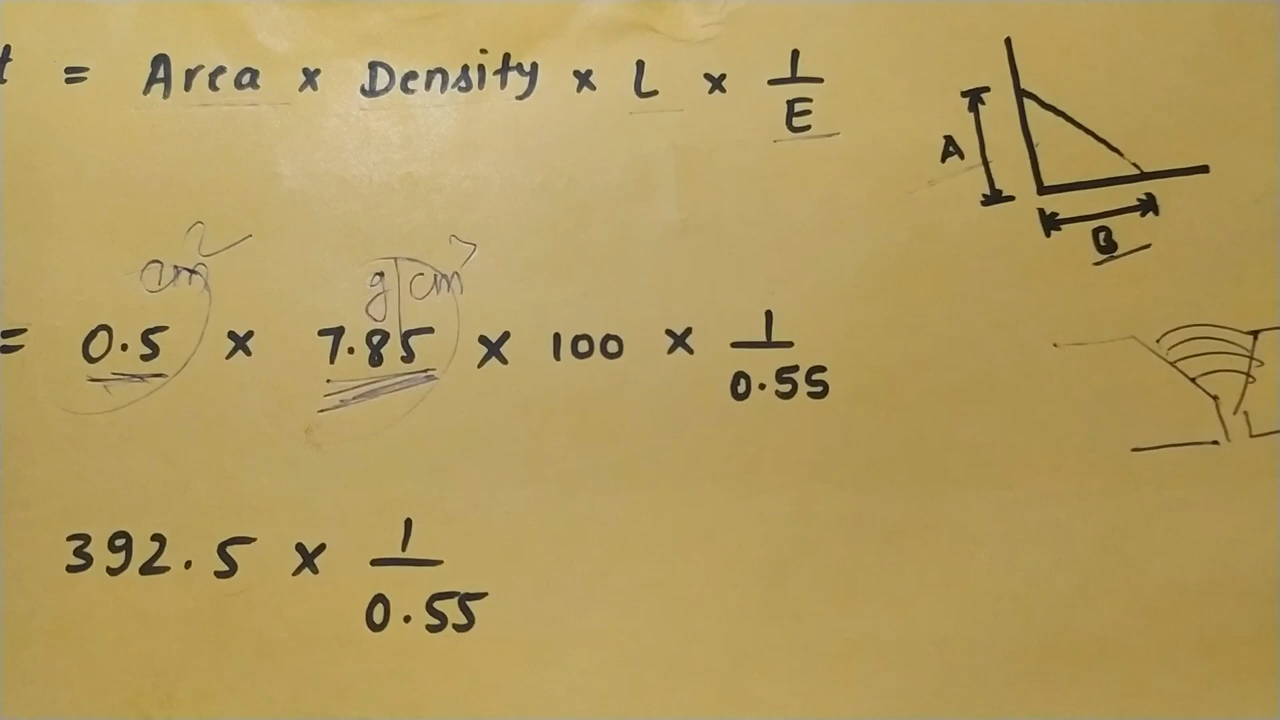 t = Area x Density x L x 1/E
A
B
cm²
g/cm³
= 0.5 x 7.85 x 100 x 1/0.55
392.5 x 1/0.55